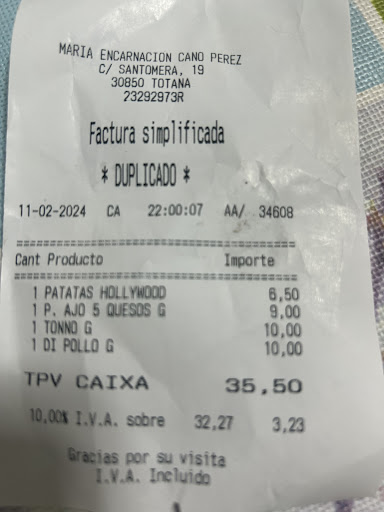 MARIA ENCARNACION CANO PEREZ
C/ SANTOMERA, 19
30850 TOTANA
23292973R
Factura simplificada
* DUPLICADO *
11-02-2024 CA 22:00:07 AA/ 34608
Cant Producto Importe
1 PATATAS HOLLYWOOD 6,50
1 P. AJO 5 QUESOS G 9,00
1 TONNO G 10,00
1 DI POLLO G 10,00
TPV CAIXA 35,50
10,00% I.V.A. sobre 32,27 3,23
Gracias por su visita
I.V.A. Incluido